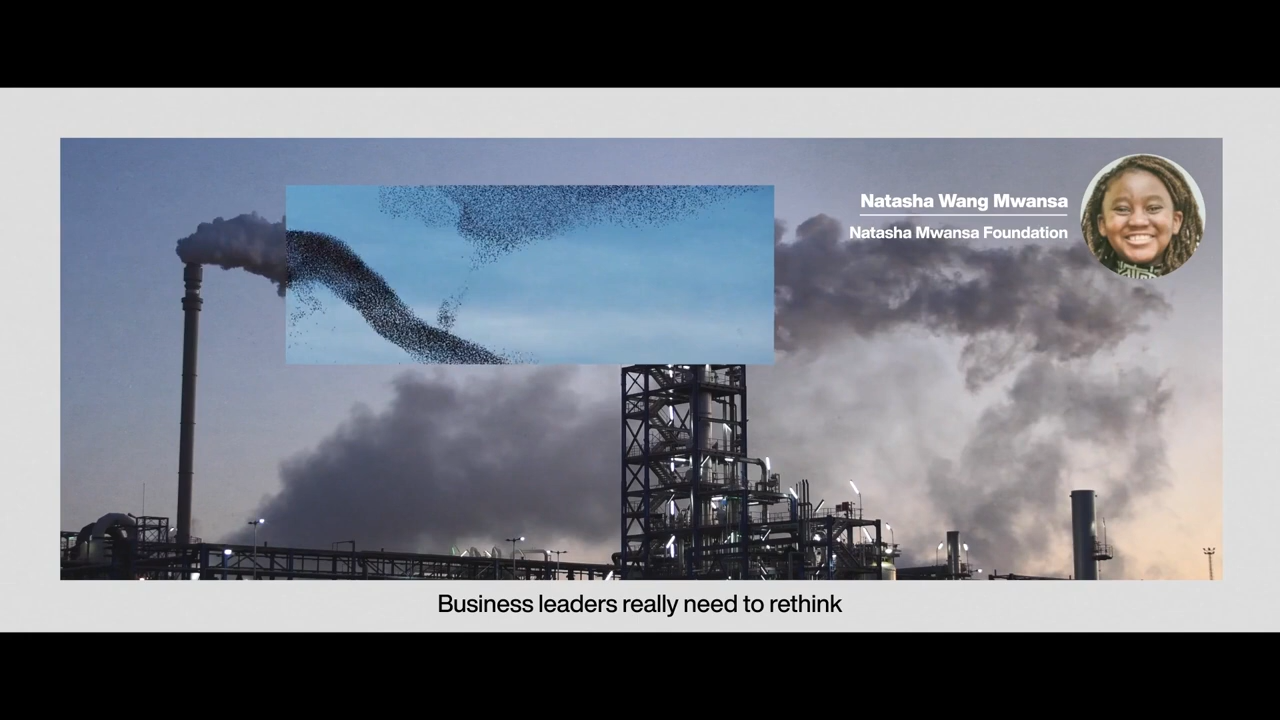 Natasha Wang Mwansa
Natasha Mwansa Foundation
Business leaders really need to rethink